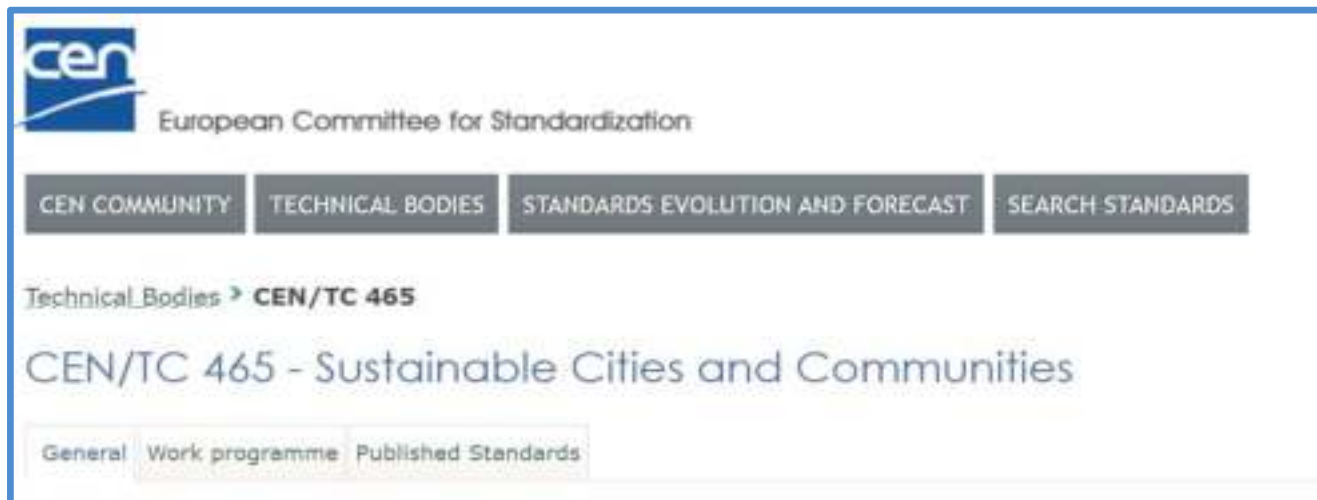 cen
European Committee for Standardization
CEN COMMUNITY TECHNICAL BODIES STANDARDS EVOLUTION AND FORECAST SEARCH STANDARDS
Technical Bodies > CEN/TC 465
CEN/TC 465 - Sustainable Cities and Communities
General Work programme Published Standards